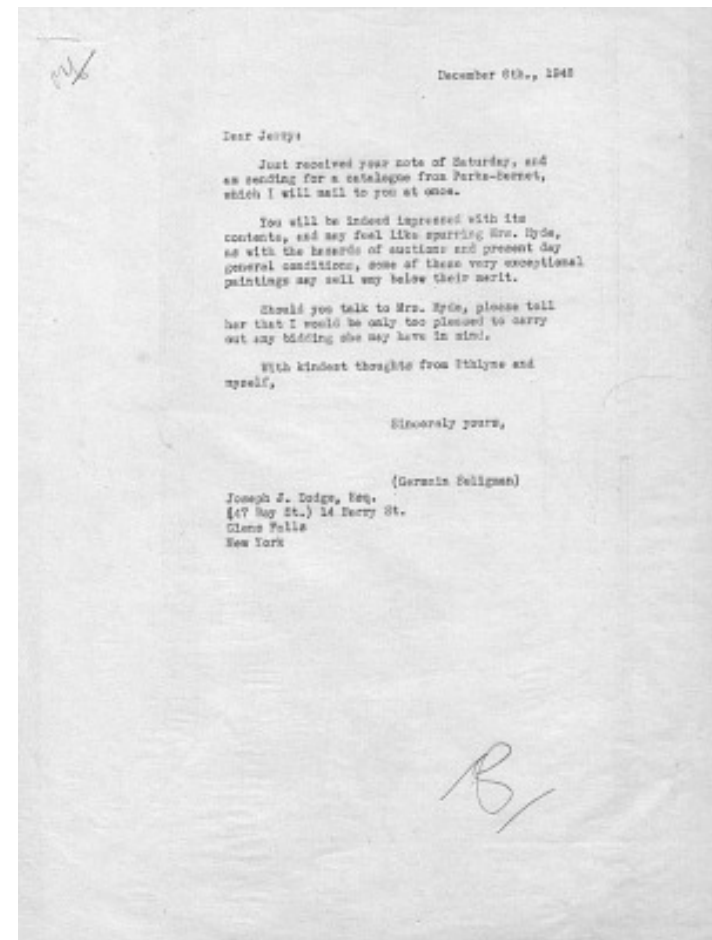 December 6th., 1948
Dear Jerry:
Just received your note of Saturday, and
am sending for a catalogue from Parke-Bernet,
which I will mail to you at once.
You will be indeed impressed with its
contents, and may feel like spurring Mrs. Hyde,
as with the hazards of auctions and present day
general conditions, some of these very exceptional
paintings may sell way below their merit.
Should you talk to Mrs. Hyde, please tell
her that I would be only too pleased to carry
out any bidding she may have in mind.
With kindest thoughts from Ethlyne and
myself,
Sincerely yours,
(Germain Seligman)
Joseph J. Dodge, Esq.
(47 Bay St.) 14 Berry St.
Glens Falls
New York